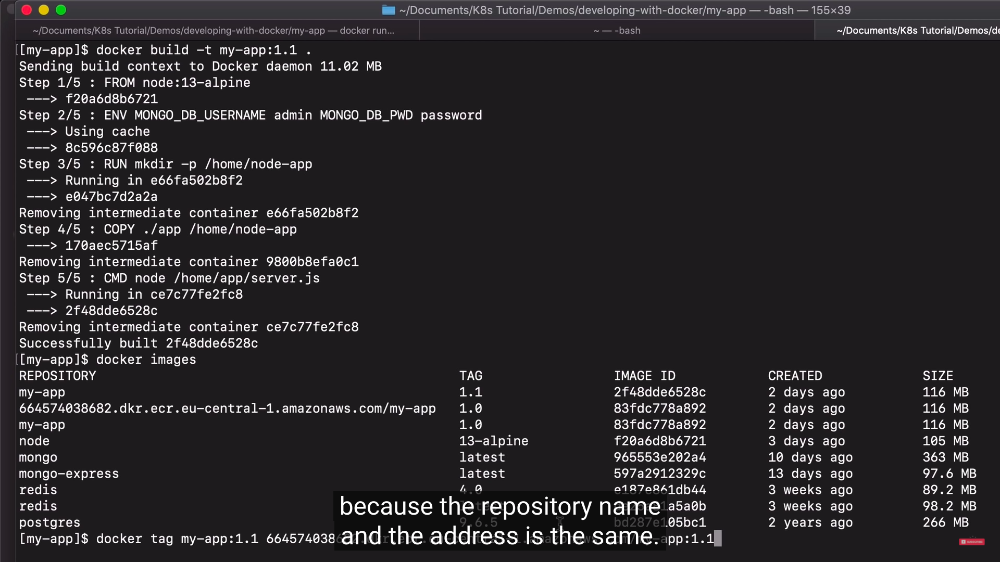 ~/Documents/K8s Tutorial/Demos/developing-with-docker/my-app — -bash — 155×39
~/Documents/K8s Tutorial/Demos/developing-with-docker/my-app — docker run... ~ — -bash ~/Documents/K8s Tutorial/Demos/de
[[my-app]$ docker build -t my-app:1.1 .
Sending build context to Docker daemon 11.02 MB
Step 1/5 : FROM node:13-alpine
---> f20a6d8b6721
Step 2/5 : ENV MONGO_DB_USERNAME admin MONGO_DB_PWD password
---> Using cache
---> 8c596c87f088
Step 3/5 : RUN mkdir -p /home/node-app
---> Running in e66fa502b8f2
---> e047bc7d2a2a
Removing intermediate container e66fa502b8f2
Step 4/5 : COPY ./app /home/node-app
---> 170aec5715af
Removing intermediate container 9800b8efa0c1
Step 5/5 : CMD node /home/app/server.js
---> Running in ce7c77fe2fc8
---> 2f48dde6528c
Removing intermediate container ce7c77fe2fc8
Successfully built 2f48dde6528c
[[my-app]$ docker images
REPOSITORY TAG IMAGE ID CREATED SIZE
my-app 1.1 2f48dde6528c 2 days ago 116 MB
664574038682.dkr.ecr.eu-central-1.amazonaws.com/my-app 1.0 83fdc778a892 2 days ago 116 MB
my-app 1.0 83fdc778a892 2 days ago 116 MB
node 13-alpine f20a6d8b6721 3 days ago 105 MB
mongo latest 965553e202a4 10 days ago 363 MB
mongo-express latest 597a2912329c 13 days ago 97.6 MB
redis 4.0 e187e861db44 3 weeks ago 89.2 MB
redis latest 3 weeks ago 98.2 MB
postgres 9.6.5 bd287e105bc1 2 years ago 266 MB
[my-app]$ docker tag my-app:1.1 664574038682.dkr.ecr.eu-central-1.amazonaws.com/my-app:1.1
because the repository name
and the address is the same.
SUBSCRIBE